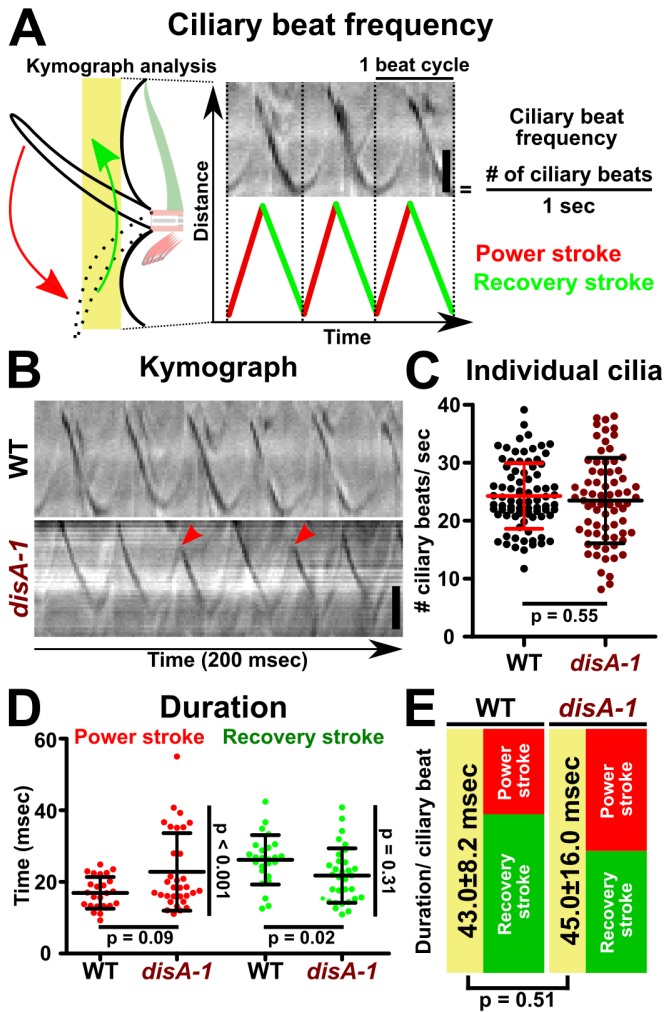 A Ciliary beat frequency
Kymograph analysis
1 beat cycle
Distance
Time
Ciliary beat
frequency
=
# of ciliary beats
1 sec
Power stroke
Recovery stroke
B Kymograph
WT
disA-1
Time (200 msec)
C Individual cilia
# ciliary beats/ sec
40
30
20
10
0
p = 0.55
WT disA-1
D Duration
Power stroke Recovery stroke
Time (msec)
60
40
20
0
p < 0.001
p = 0.31
p = 0.09
p = 0.02
WT disA-1 WT disA-1
E
WT disA-1
Duration/ ciliary beat
43.0±8.2 msec
Power
stroke
Recovery
stroke
45.0±16.0 msec
Power
stroke
Recovery
stroke
p = 0.51